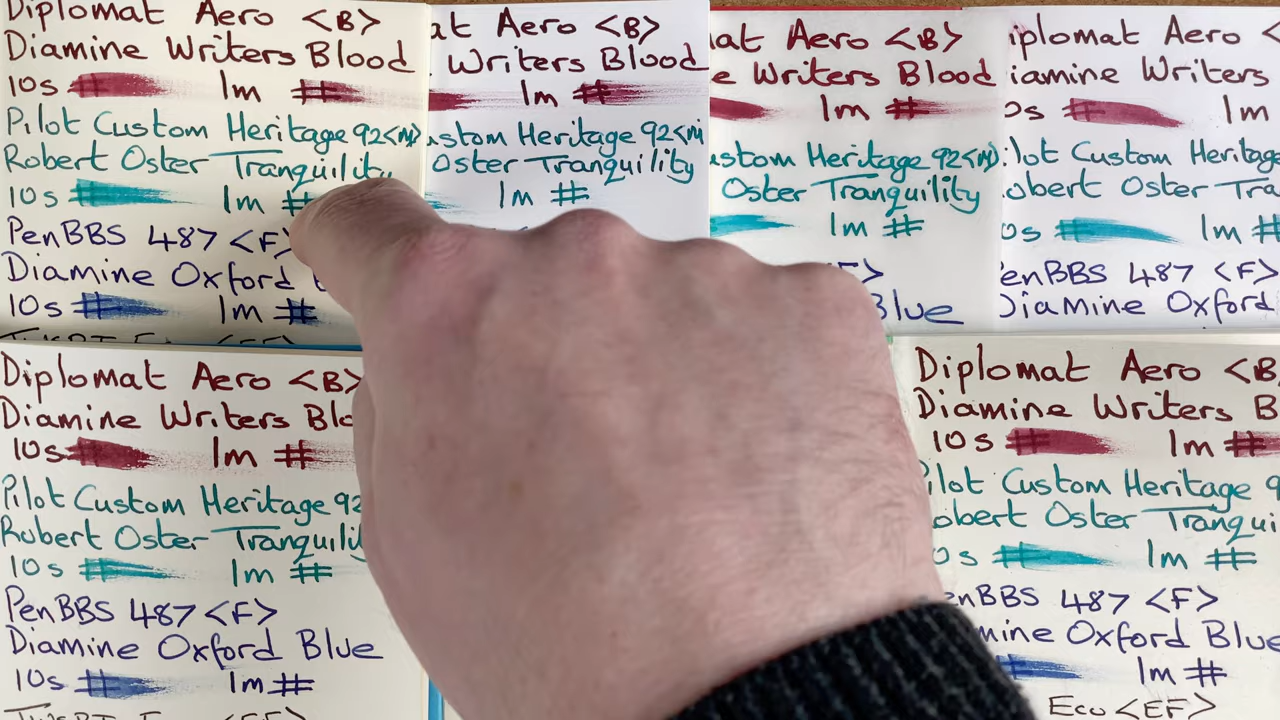 Diplomat Aero <B>
Diamine Writers Blood
10s # 1m #
Pilot Custom Heritage 92<M>
Robert Oster Tranquility
10s # 1m #
PenBBS 487 <F>
Diamine Oxford
10s # 1m #
at Aero <B>
Writers Blood
1m #
stom Heritage 92<M
Oster Tranquility
1m #
at Aero <B>
e Writers Blood
1m #
stom Heritage 92<M>
Oster Tranquility
1m #
F>
Blue
iplomat Aero <
iamine Writers
0s # 1m
ilot Custom Heritage
obert Oster Tra
0s # 1m #
enBBS 487 <F>
Diamine Oxford
Diplomat Aero <B>
Diamine Writers Blo
10s # 1m #
Pilot Custom Heritage 92
Robert Oster Tranquili
10s # 1m #
PenBBS 487 <F>
Diamine Oxford Blue
10s # 1m #
Diplomat Aero <B
Diamine Writers B
10s # 1m #
ilot Custom Heritage 9
obert Oster Tranqui
0s # 1m #
enBBS 487 <F>
mine Oxford Blue
1m #
Eco <EF>